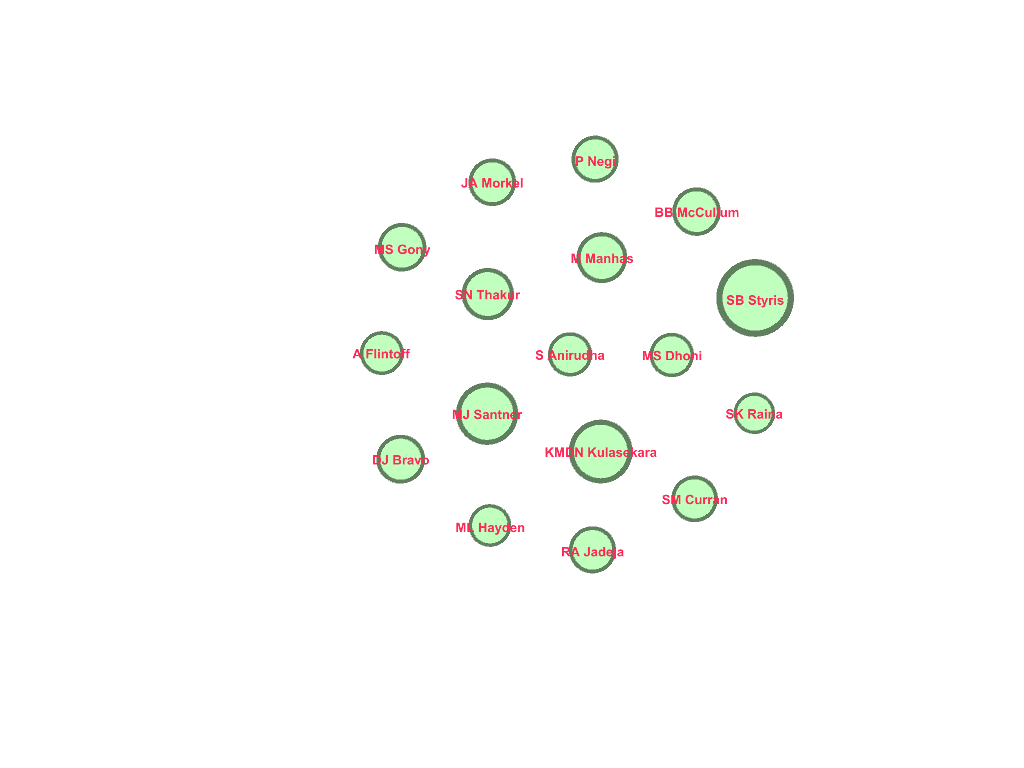 P Negi
JA Morkel
BB McCullum
MS Gony
M Manhas
SN Thakur
SB Styris
A Flintoff
S Anirudha
MS Dhoni
MJ Santner
SK Raina
DJ Bravo
KMDN Kulasekara
SM Curran
ML Hayden
RA Jadeja